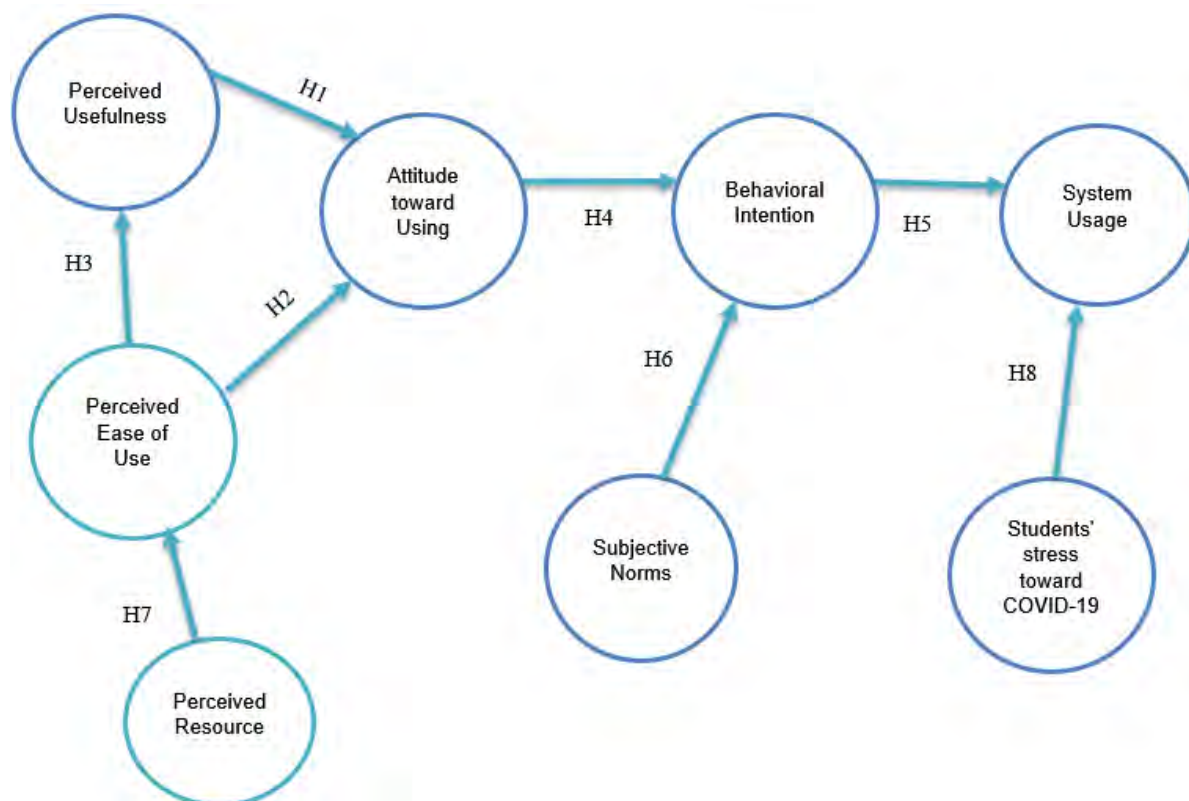 Perceived
Usefulness
H1
Attitude
toward
Using
H4
Behavioral
Intention
H5
System
Usage
H3
H2
Perceived
Ease of
Use
H6
H8
Subjective
Norms
Students'
stress
toward
COVID-19
H7
Perceived
Resource